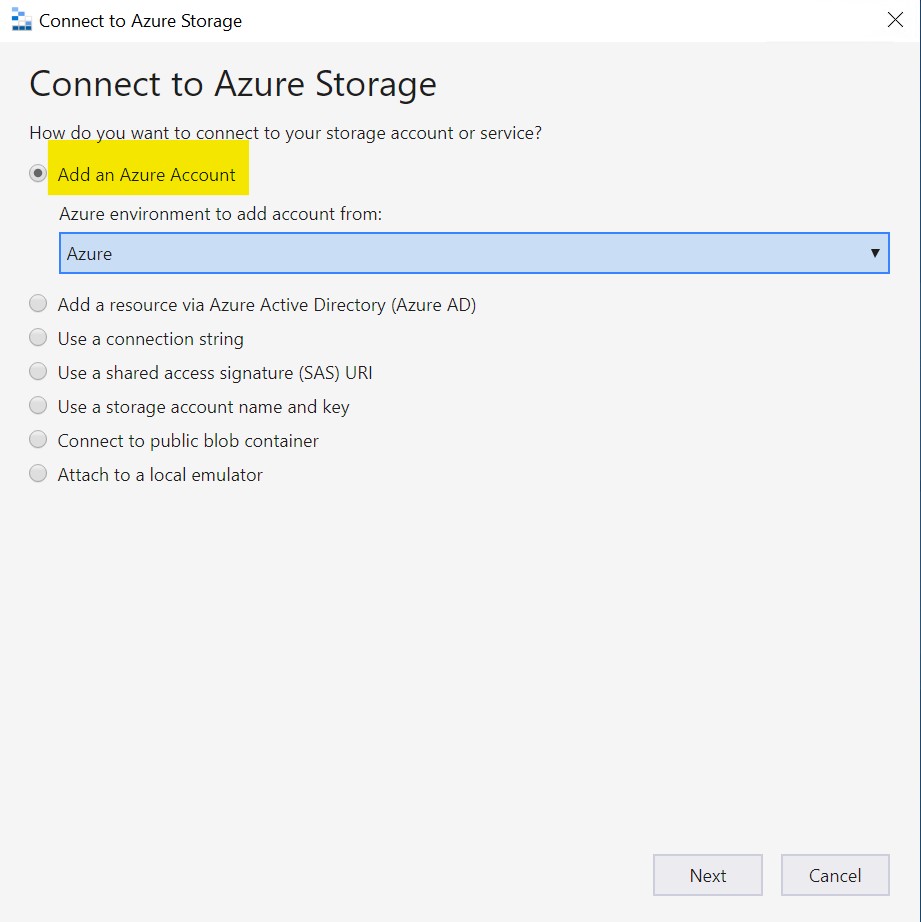 Connect to Azure Storage
Connect to Azure Storage
How do you want to connect to your storage account or service?
Add an Azure Account
Azure environment to add account from:
Azure
Add a resource via Azure Active Directory (Azure AD)
Use a connection string
Use a shared access signature (SAS) URI
Use a storage account name and key
Connect to public blob container
Attach to a local emulator
Next Cancel